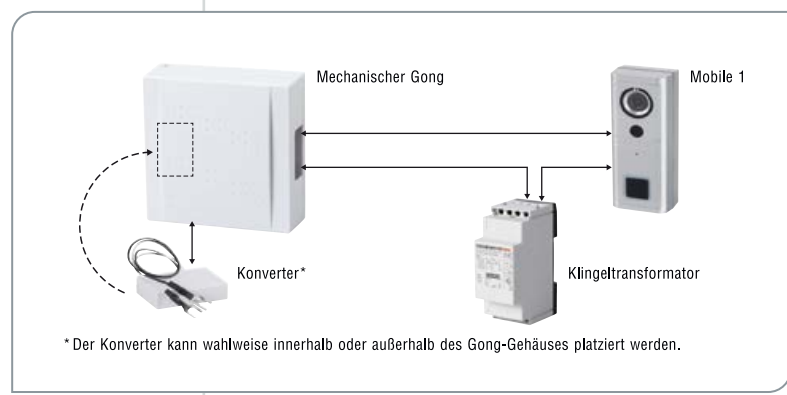 Mechanischer Gong
Mobile 1
Konverter*
Klingeltransformator
* Der Konverter kann wahlweise innerhalb oder außerhalb des Gong-Gehäuses platziert werden.